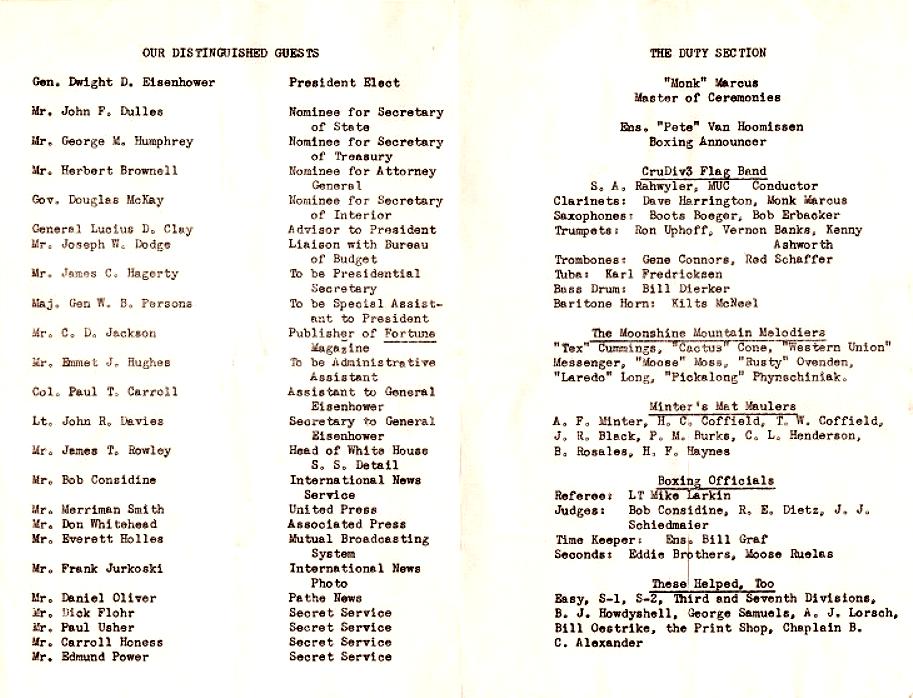 OUR DISTINGUISHED GUESTS
Gen. Dwight D. Eisenhower President Elect
Mr. John F. Dulles Nominee for Secretary
of State
Mr. George M. Humphrey Nominee for Secretary
of Treasury
Mr. Herbert Brownell Nominee for Attorney
General
Gov. Douglas McKay Nominee for Secretary
of Interior
General Lucius D. Clay Advisor to President
Mr. Joseph W. Dodge Liaison with Bureau
of Budget
Mr. James C. Hagerty To be Presidential
Secretary
Maj. Gen W. B. Persons To be Special Assist-
ant to President
Mr. C. D. Jackson Publisher of Fortune
Magazine
Mr. Emmet J. Hughes To be Administrative
Assistant
Col. Paul T. Carroll Assistant to General
Eisenhower
Lt. John R. Davies Secretary to General
Eisenhower
Mr. James T. Rowley Head of White House
S. S. Detail
Mr. Bob Considine International News
Service
Mr. Merriman Smith United Press
Mr. Don Whitehead Associated Press
Mr. Everett Holles Mutual Broadcasting
System
Mr. Frank Jurkoski International News
Photo
Mr. Daniel Oliver Pathe News
Mr. Dick Flohr Secret Service
Mr. Paul Usher Secret Service
Mr. Carroll Honess Secret Service
Mr. Edmund Power Secret Service
THE DUTY SECTION
"Monk" Marcus
Master of Ceremonies
Ens. "Pete" Van Hoomissen
Boxing Announcer
CruDiv3 Flag Band
S. A. Rahwyler, MUC Conductor
Clarinets: Dave Harrington, Monk Marcus
Saxophones: Boots Boeger, Bob Erbacker
Trumpets: Ron Uphoff, Vernon Banks, Kenny
Ashworth
Trombones: Gene Connors, Red Schaffer
Tuba: Karl Fredricksen
Bass Drum: Bill Dierker
Baritone Horn: Kilts McNeel
The Moonshine Mountain Melodiers
"Tex" Cummings, "Cactus" Cone, "Western Union"
Messenger, "Moose" Moss, "Rusty" Ovenden,
"Laredo" Long, "Pickalong" Phynschiniak.
Minter's Mat Maulers
A. F. Minter, H. C. Coffield, T. W. Coffield,
J. R. Black, P. M. Burks, C. L. Henderson,
B. Rosales, H. F. Haynes
Boxing Officials
Referee: LT Mike Larkin
Judges: Bob Considine, R. E. Dietz, J. J.
Schiedmaier
Time Keeper: Ens. Bill Graf
Seconds: Eddie Brothers, Moose Ruelas
These Helped, Too
Easy, S-1, S-2, Third and Seventh Divisions,
B. J. Howdyshell, George Samuels, A. J. Lorsch,
Bill Oestrike, the Print Shop, Chaplain B.
C. Alexander